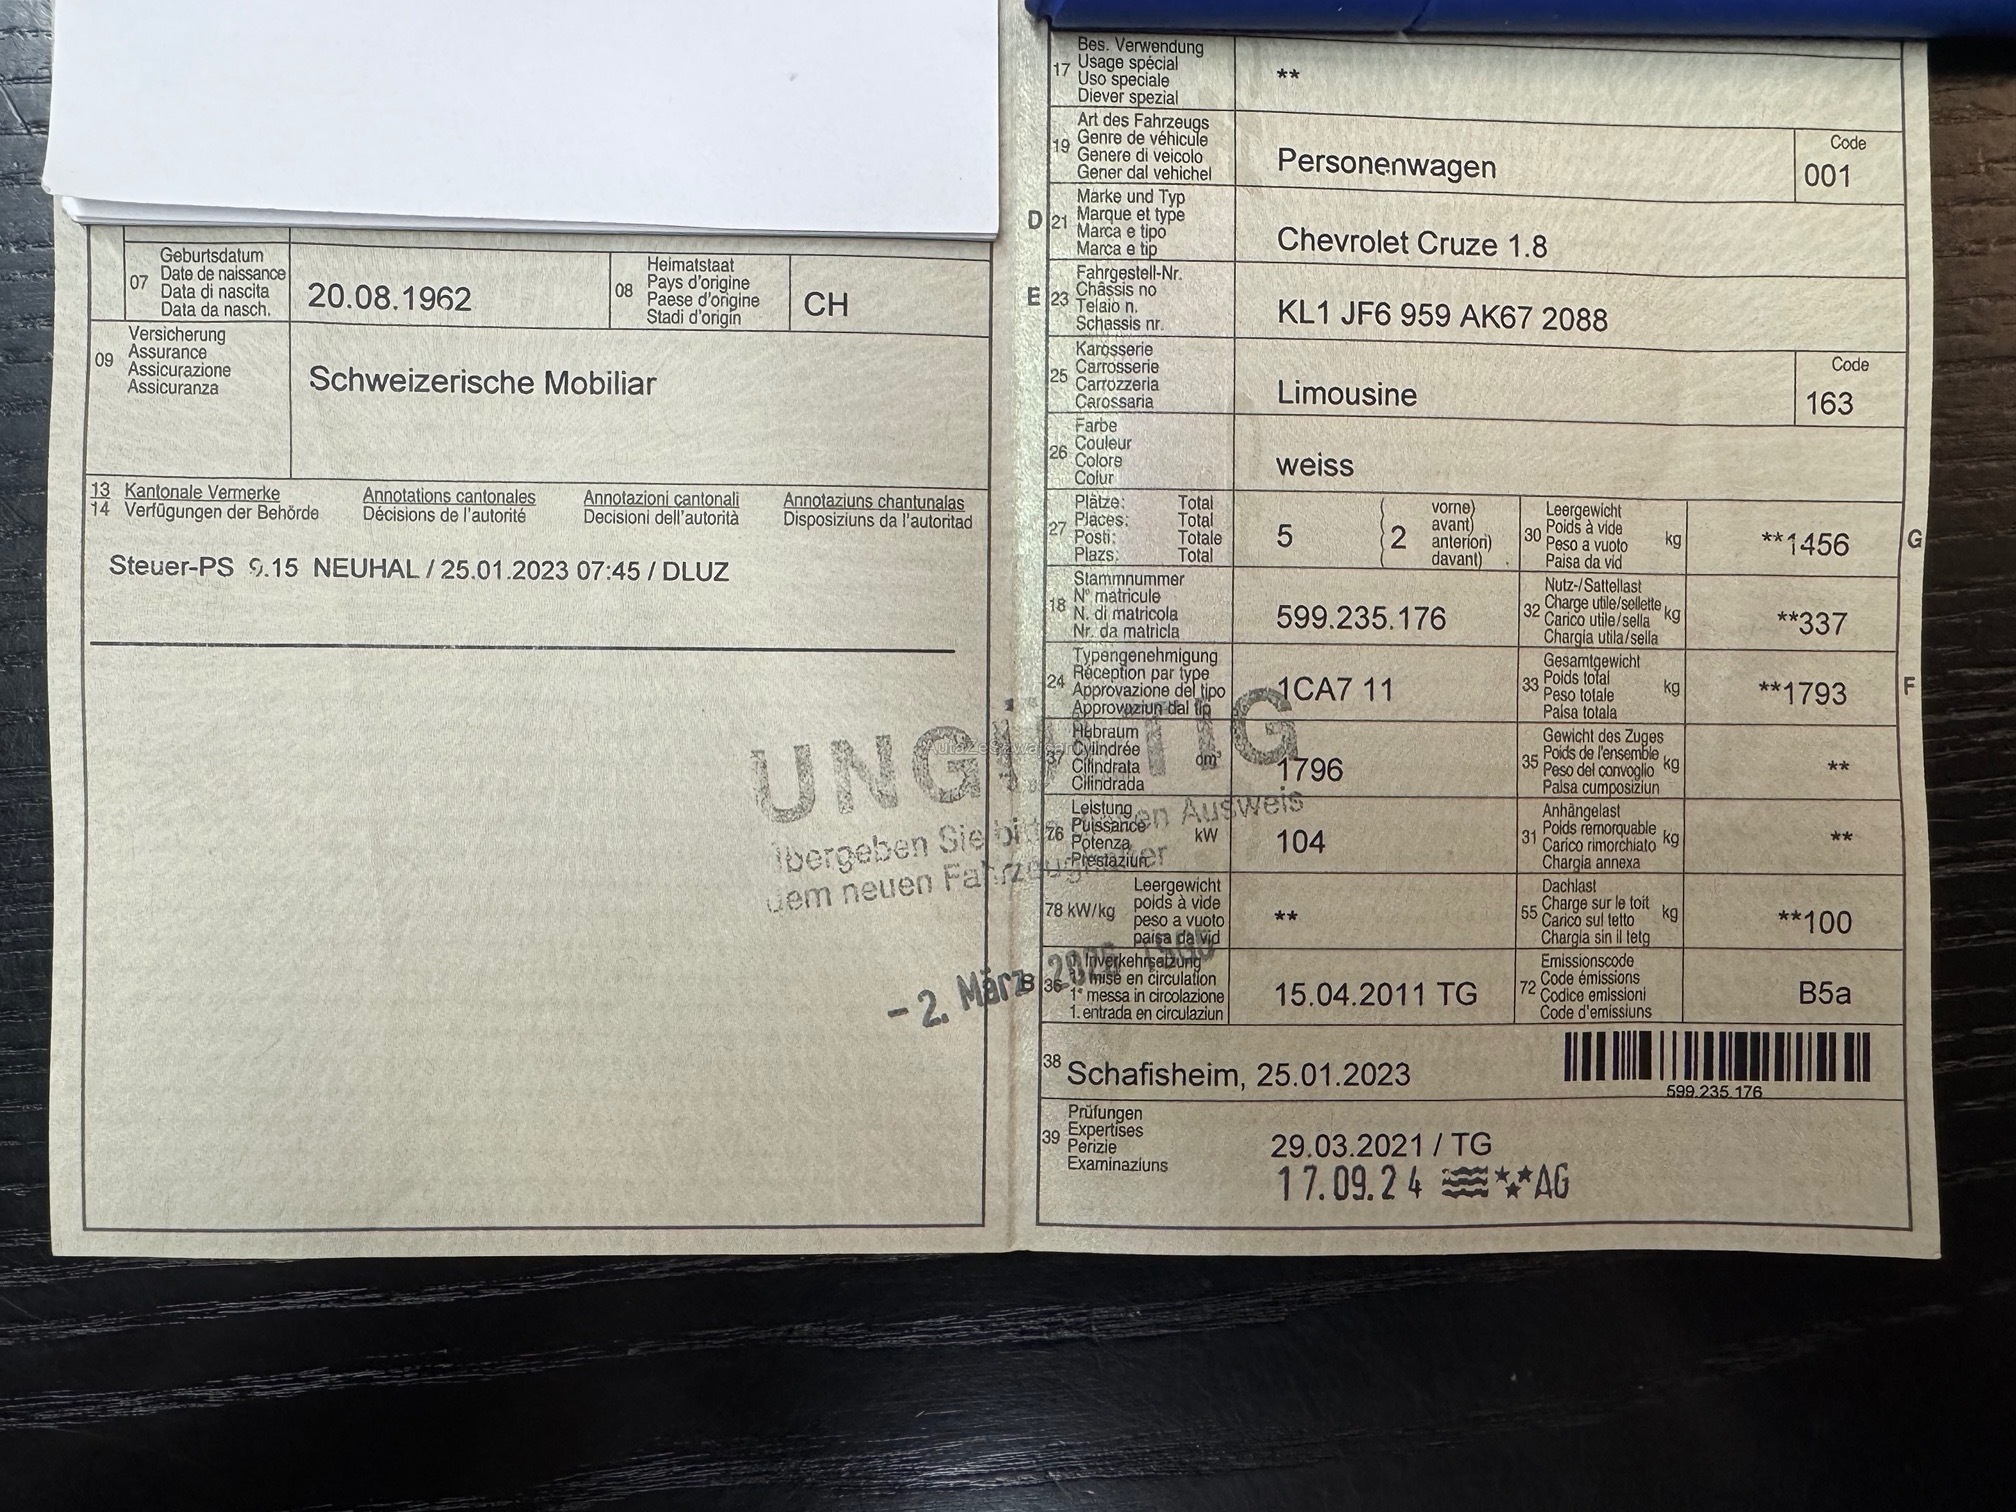 07
Geburtsdatum
Date de naissance
Data di nascita
Data da nasch.
20.08.1962
08
Heimatstaat
Pays d'origine
Paese d'origine
Stadi d'origin
CH
09
Versicherung
Assurance
Assicurazione
Assicuranza
Schweizerische Mobiliar
13 Kantonale Vermerke Annotations cantonales Annotazioni cantonali Annotaziuns chantunalas
14 Verfügungen der Behörde Décisions de l'autorité Decisioni dell'autorità Disposiziuns da l'autoritad
Steuer-PS 9.15 NEUHAL / 25.01.2023 07:45 / DLUZ
UNGÜLTIG
Ausweis
dem neuen
- 2. März
17
Bes. Verwendung
Usage spécial
Uso speciale
Diever spezial
**
19
Art des Fahrzeugs
Genre de véhicule
Genere di veicolo
Gener dal vehichel
Personenwagen
Code
001
D 21
Marke und Typ
Marque et type
Marca e tipo
Marca e tip
Chevrolet Cruze 1.8
E 23
Fahrgestell-Nr.
Châssis no
Telaio n.
Schassis nr.
KL1 JF6 959 AK67 2088
25
Karosserie
Carrosserie
Carrozzeria
Carossaria
Limousine
Code
163
26
Farbe
Couleur
Colore
Colur
weiss
27
Plätze: Total
Places: Total
Posti: Totale
Plazs: Total
5
( 2
vorne)
avant)
anteriori)
davant)
30
Leergewicht
Poids à vide
Peso a vuoto
Paisa da vid
kg
**1456
G
18
Stammnummer
N° matricule
N. di matricola
Nr. da matricla
599.235.176
32
Nutz-/Sattellast
Charge utile/sellette
Carico utile/sella
Chargia utila/sella
kg
**337
24
Typengenehmigung
Réception par type
Approvazione del tipo
Approvaziun dal tip
1CA7 11
33
Gesamtgewicht
Poids total
Peso totale
Paisa totala
kg
**1793
F
37
Hubraum
Cylindrée
Cilindrata
Cilindrada
cm³
1796
35
Gewicht des Zuges
Poids de l'ensemble
Peso del convoglio
Paisa cumposiziun
kg
**
76
Leistung
Puissance
Potenza
Prestaziun
kW
104
31
Anhängelast
Poids remorquable
Carico rimorchiato
Chargia annexa
kg
**
78 kW/kg
Leergewicht
poids à vide
peso a vuoto
paisa da vid
**
55
Dachlast
Charge sur le toit
Carico sul tetto
Chargia sin il tetg
kg
**100
B 36
1. Inverkehrsetzung
1re mise en circulation
1° messa in circolazione
1. entrada en circulaziun
15.04.2011 TG
72
Emissionscode
Code émissions
Codice emissioni
Code d'emissiuns
B5a
38 Schafisheim, 25.01.2023
599.235.176
39
Prüfungen
Expertises
Perizie
Examinaziuns
29.03.2021 / TG
17.09.24 AG